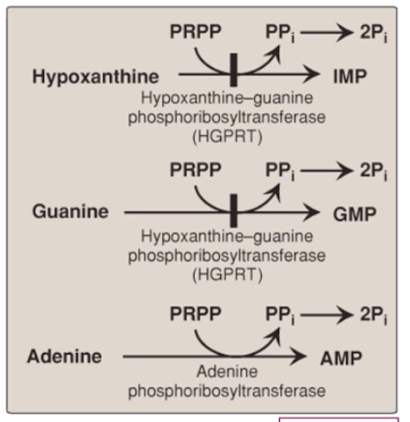 PRPP PPi → 2Pi
Hypoxanthine → IMP
Hypoxanthine–guanine
phosphoribosyltransferase
(HGPRT)
PRPP PPi → 2Pi
Guanine → GMP
Hypoxanthine–guanine
phosphoribosyltransferase
(HGPRT)
PRPP PPi → 2Pi
Adenine → AMP
Adenine
phosphoribosyltransferase